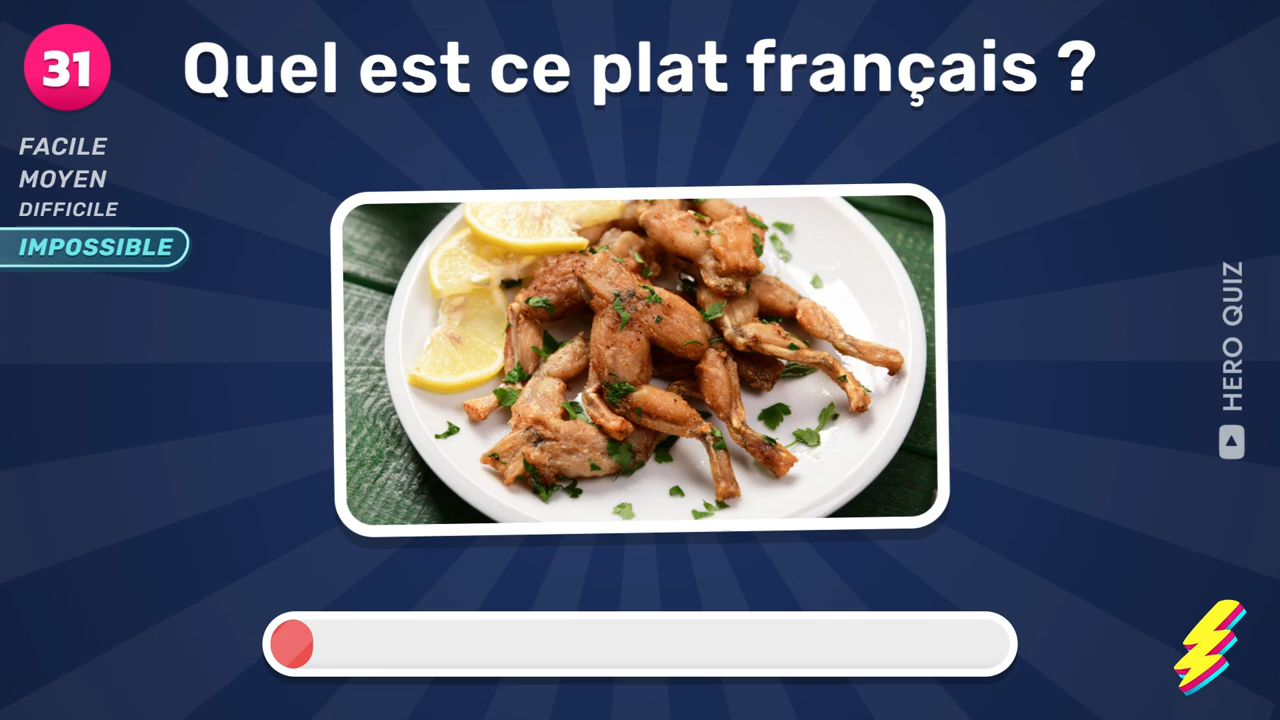 31
Quel est ce plat français ?
FACILE
MOYEN
DIFFICILE
IMPOSSIBLE
HERO QUIZ